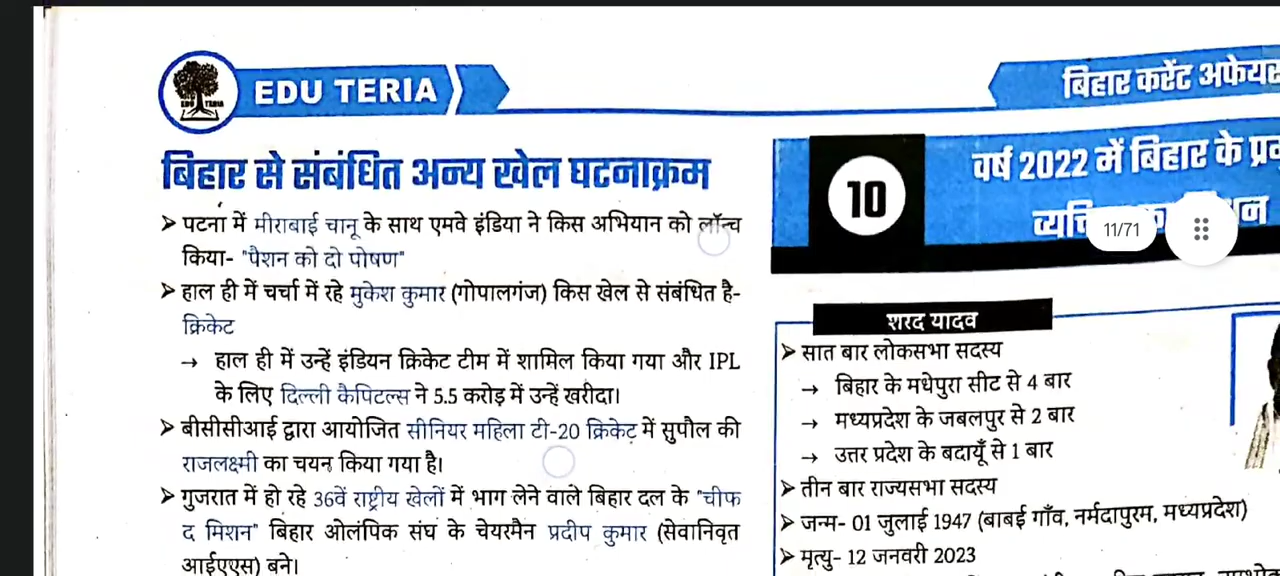 EDU TERIA
EDU TERIA
बिहार करेंट
बिहार से संबंधित अन्य खेल घटनाक्रम
➢ पटना में मीराबाई चानू के साथ एमवे इंडिया ने किस अभियान को लॉन्च
किया- "पैशन को दो पोषण"
➢ हाल ही में चर्चा में रहे मुकेश कुमार (गोपालगंज) किस खेल से संबंधित है-
क्रिकेट
→ हाल ही में उन्हें इंडियन क्रिकेट टीम में शामिल किया गया और IPL
के लिए दिल्ली कैपिटल्स ने 5.5 करोड़ में उन्हें खरीदा।
➢ बीसीसीआई द्वारा आयोजित सीनियर महिला टी-20 क्रिकेट में सुपौल की
राजलक्ष्मी का चयन किया गया है।
➢ गुजरात में हो रहे 36वें राष्ट्रीय खेलों में भाग लेने वाले बिहार दल के "चीफ
द मिशन" बिहार ओलंपिक संघ के चेयरमैन प्रदीप कुमार (सेवानिवृत
आईएएस) बने।
10
वर्ष 2022 में बिहार के
11/71
शरद यादव
➢ सात बार लोकसभा सदस्य
→ बिहार के मधेपुरा सीट से 4 बार
→ मध्यप्रदेश के जबलपुर से 2 बार
→ उत्तर प्रदेश के बदायूँ से 1 बार
➢ तीन बार राज्यसभा सदस्य
➢ जन्म- 01 जुलाई 1947 (बाबई गाँव, नर्मदापुरम, मध्यप्रदेश)
➢ मृत्यु- 12 जनवरी 2023